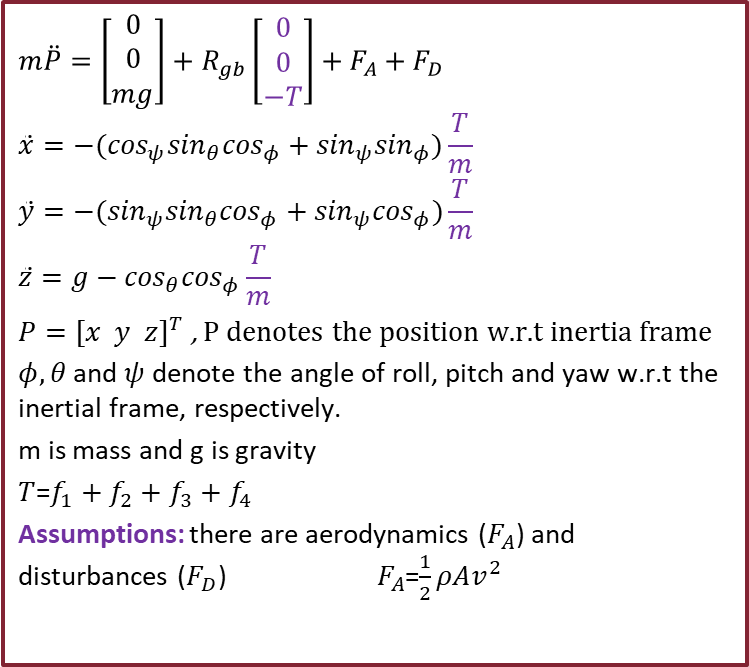 mP̈ = [0 0 mg] + R_gb [0 0 −T] + F_A + F_D
ẍ = −(cos_ψ sin_θ cos_ϕ + sin_ψ sin_ϕ) T/m
ÿ = −(sin_ψ sin_θ cos_ϕ + sin_ψ cos_ϕ) T/m
z̈ = g − cos_θ cos_ϕ T/m
P = [x y z]^T , P denotes the position w.r.t inertia frame
ϕ, θ and ψ denote the angle of roll, pitch and yaw w.r.t the
inertial frame, respectively.
m is mass and g is gravity
T=f₁ + f₂ + f₃ + f₄
Assumptions: there are aerodynamics (F_A) and
disturbances (F_D) F_A=1/2 ρAv²